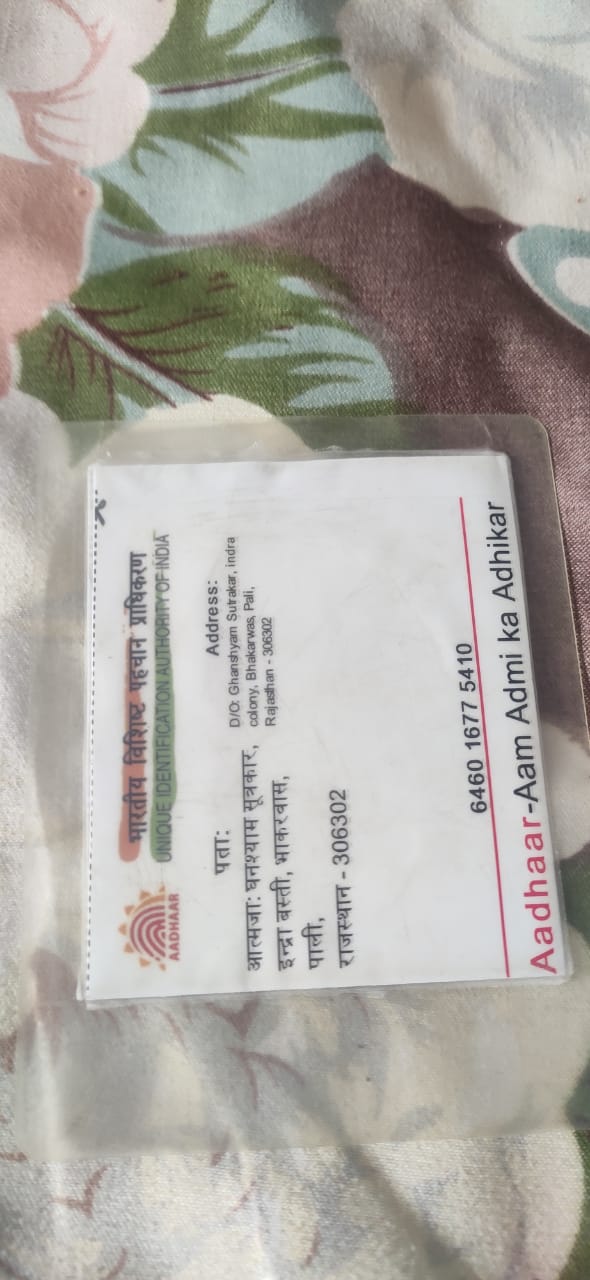 भारतीय विशिष्ट पहचान प्राधिकरण
UNIQUE IDENTIFICATION AUTHORITY OF INDIA
AADHAAR
पता:
आत्मजा: घनश्याम सूत्रकार,
इन्द्रा बस्ती, भाकरवास,
पाली,
राजस्थान - 306302
Address:
D/O: Ghanshyam Sutrakar, indra
colony, Bhakarwas, Pali,
Rajasthan - 306302
6460 1677 5410
Aadhaar-Aam Admi ka Adhikar